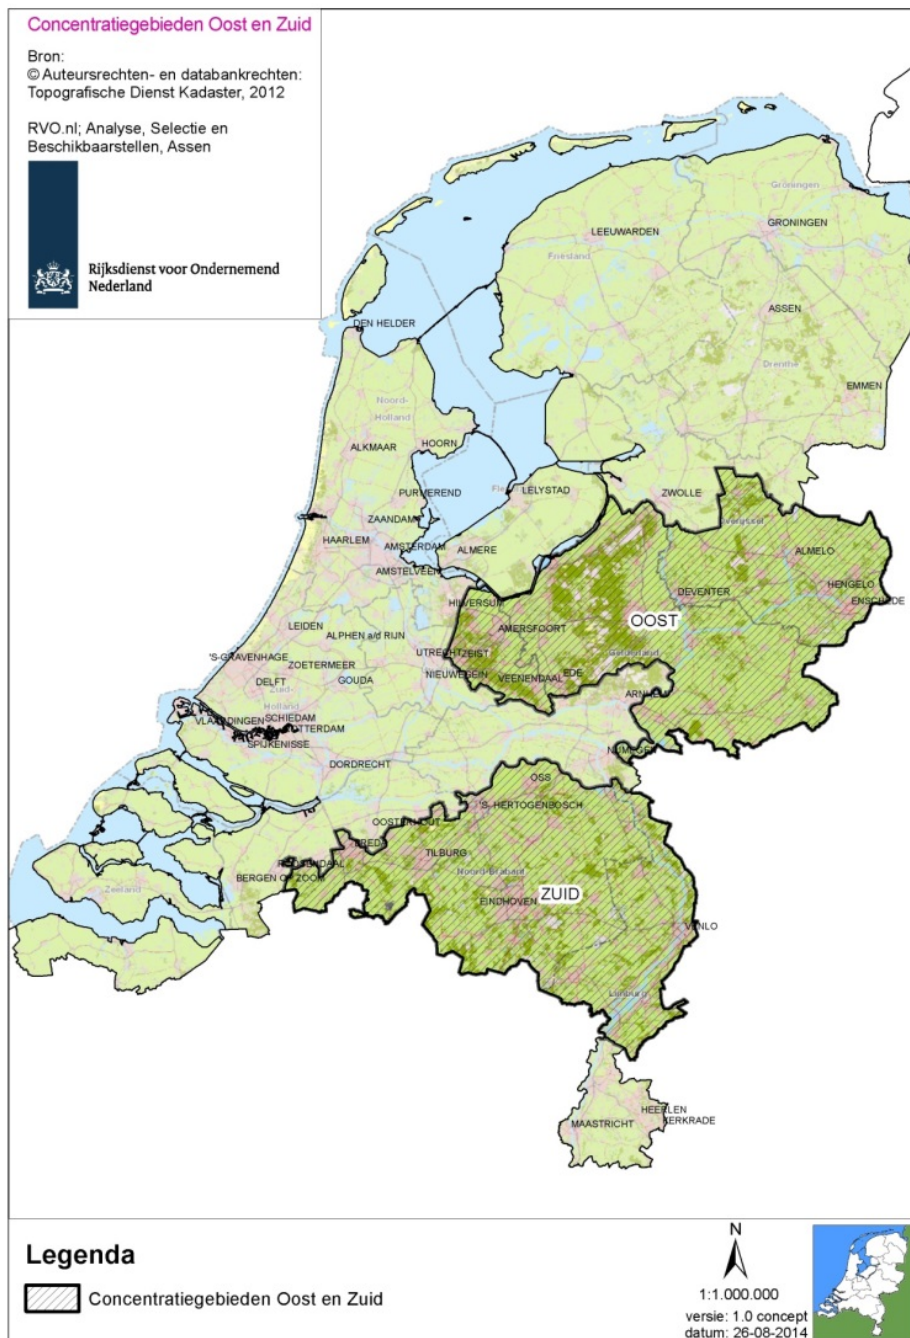 Concentratiegebieden Oost en Zuid
Bron:
© Auteursrechten- en databankrechten:
Topografische Dienst Kadaster, 2012
RVO.nl; Analyse, Selectie en
Beschikbaarstellen, Assen
Rijksdienst voor Ondernemend
Nederland
Groningen
GRONINGEN
LEEUWARDEN
Friesland
ASSEN
DEN HELDER
Drenthe
EMMEN
Noord-
Holland
ALKMAAR
HOORN
LELYSTAD
PURMEREND
ZWOLLE
ZAANDAM
HAARLEM
AMSTERDAM
ALMERE
ALMELO
AMSTELVEEN
HENGELO
DEVENTER
ENSCHEDE
HILVERSUM
LEIDEN
AMERSFOORT
OOST
ALPHEN a/d RIJN
'S-GRAVENHAGE
ZOETERMEER
UTRECHT
ZEIST
Gelderland
DELFT
GOUDA
NIEUWEGEIN
VEENENDAAL
EDE
Zuid-
Holland
ARNHEM
VLAARDINGEN
SCHIEDAM
ROTTERDAM
SPIJKENISSE
NIJMEGEN
DORDRECHT
OSS
'S- HERTOGENBOSCH
OOSTERHOUT
BREDA
TILBURG
ROOSENDAAL
Noord-Brabant
BERGEN OP ZOOM
Zeeland
ZUID
EINDHOVEN
VENLO
Limburg
HEERLEN
KERKRADE
MAASTRICHT
Legenda
Concentratiegebieden Oost en Zuid
N
1:1.000.000
versie: 1.0 concept
datum: 26-08-2014